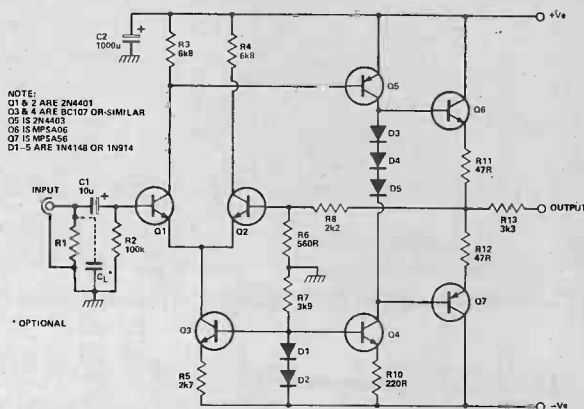 +Ve
C2
1000u
+
R3
6k8
R4
6k8
Q5
Q6
NOTE:
Q1 & 2 ARE 2N4401
Q3 & 4 ARE BC107 OR SIMILAR
Q5 IS 2N4403
Q6 IS MPSA06
Q7 IS MPSA56
D1-5 ARE 1N4148 OR 1N914
D3
D4
D5
R11
47R
C1
10u
+
INPUT
Q1
Q2
R8
2k2
R13
3k3
OUTPUT
R1
R2
100k
CL*
R6
560R
R12
47R
R7
3k9
Q7
* OPTIONAL
Q3
Q4
D1
D2
R5
2k7
R10
220R
-Ve